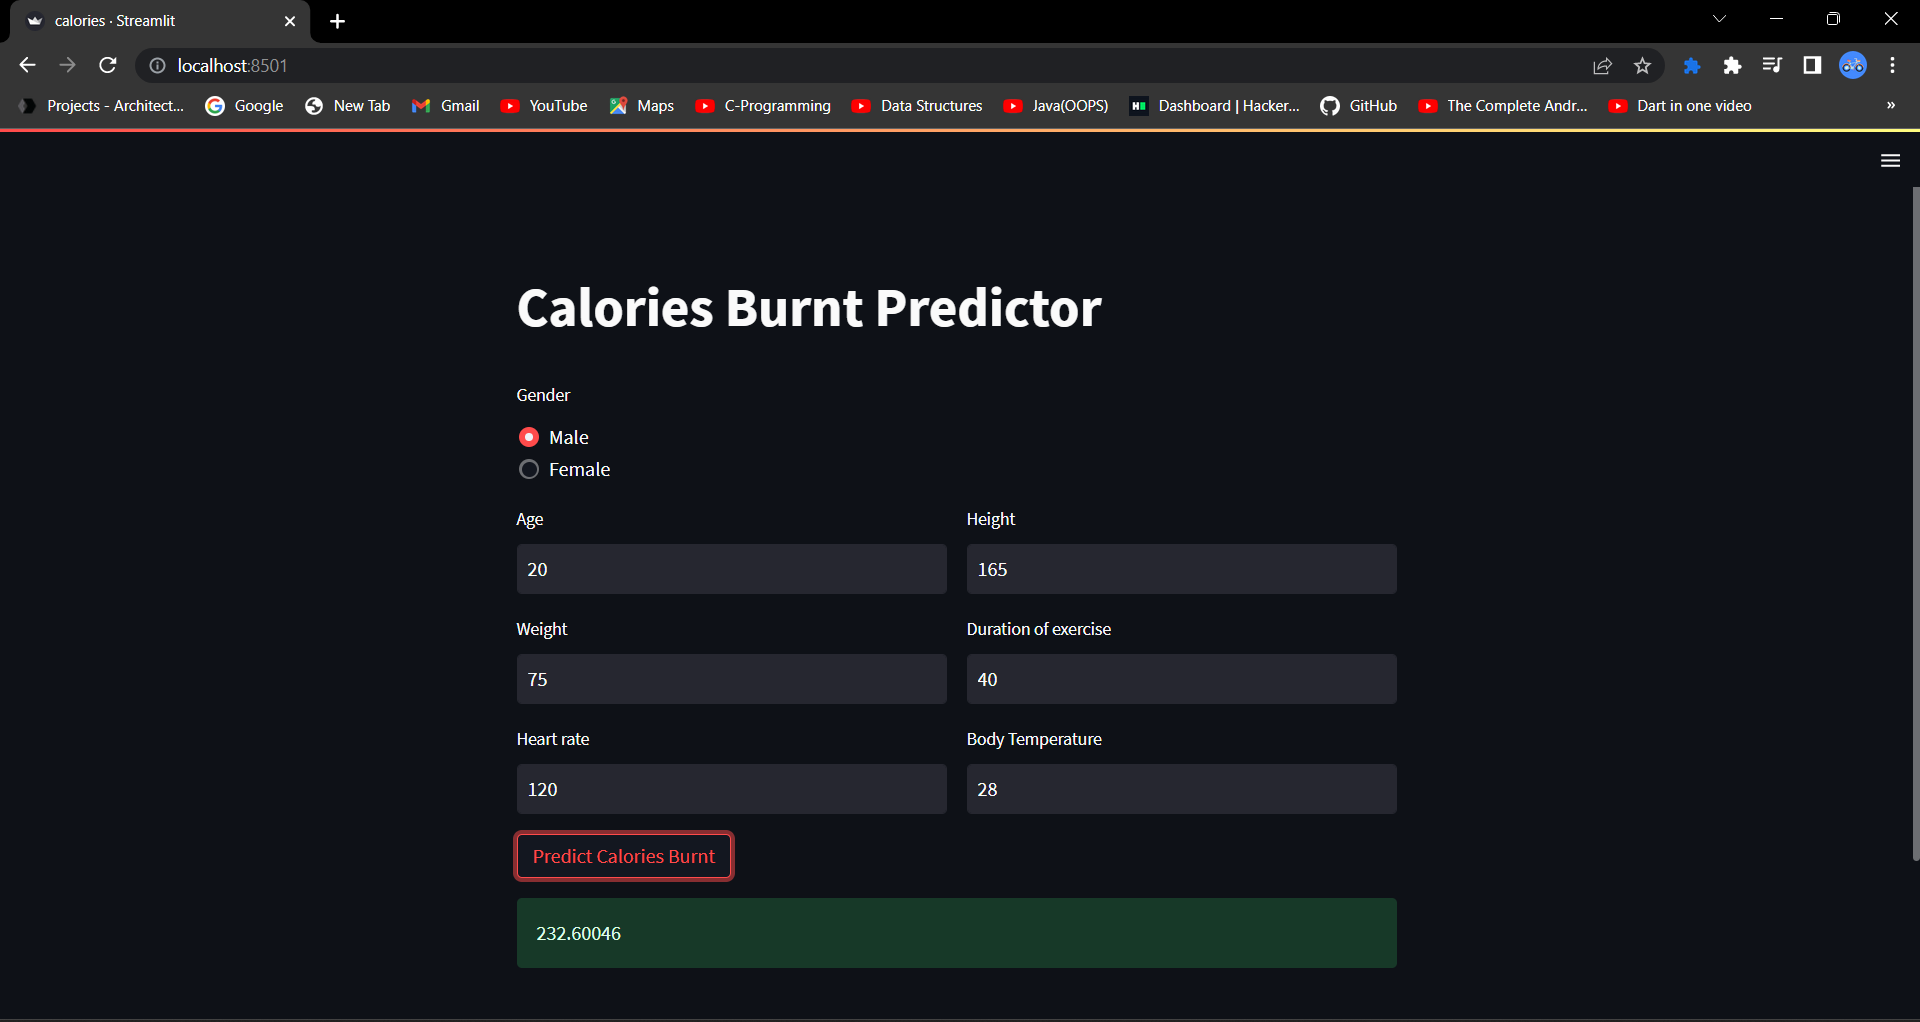 calories · Streamlit
localhost:8501
Projects - Architect... Google New Tab Gmail YouTube Maps C-Programming Data Structures Java(OOPS) Dashboard | Hacker... GitHub The Complete Andr... Dart in one video »
Calories Burnt Predictor
Gender
Male
Female
Age Height
20 165
Weight Duration of exercise
75 40
Heart rate Body Temperature
120 28
Predict Calories Burnt
232.60046